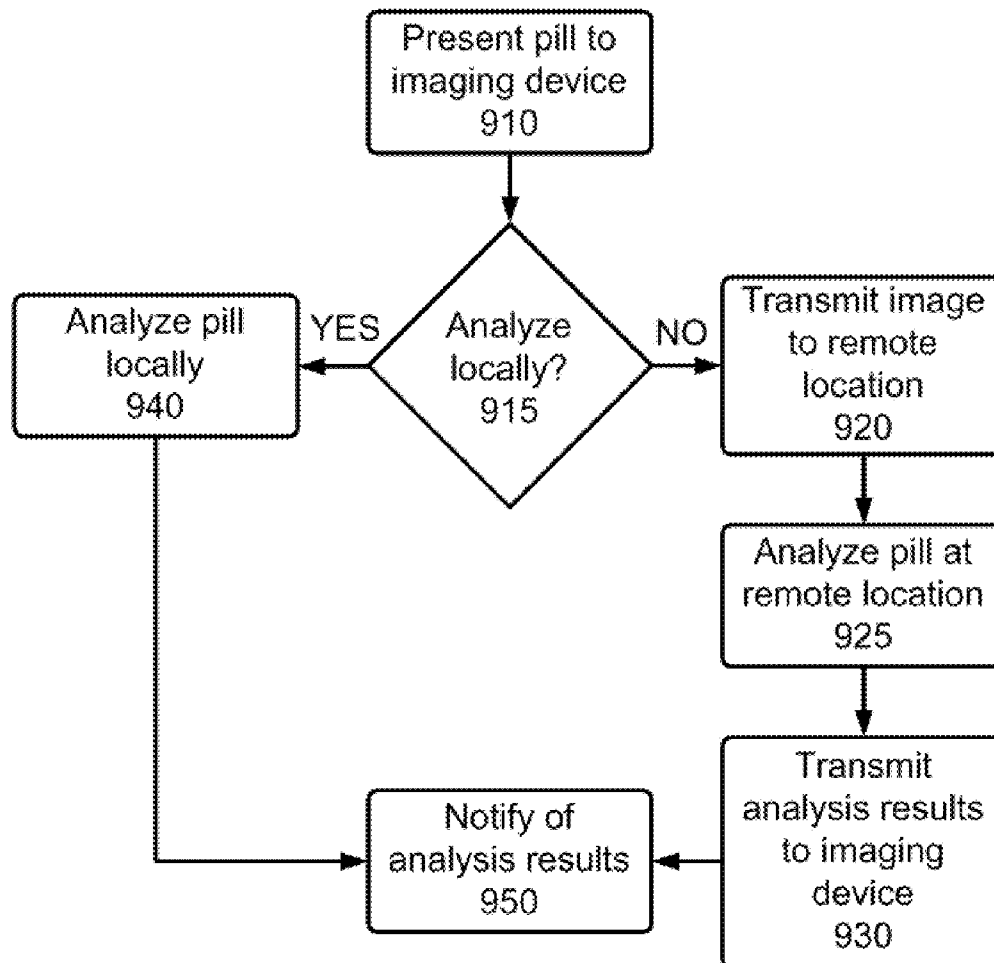 Present pill to
imaging device
910
Analyze
locally?
915
YES
NO
Analyze pill
locally
940
Transmit image
to remote
location
920
Analyze pill at
remote location
925
Transmit
analysis results
to imaging
device
930
Notify of
analysis results
950